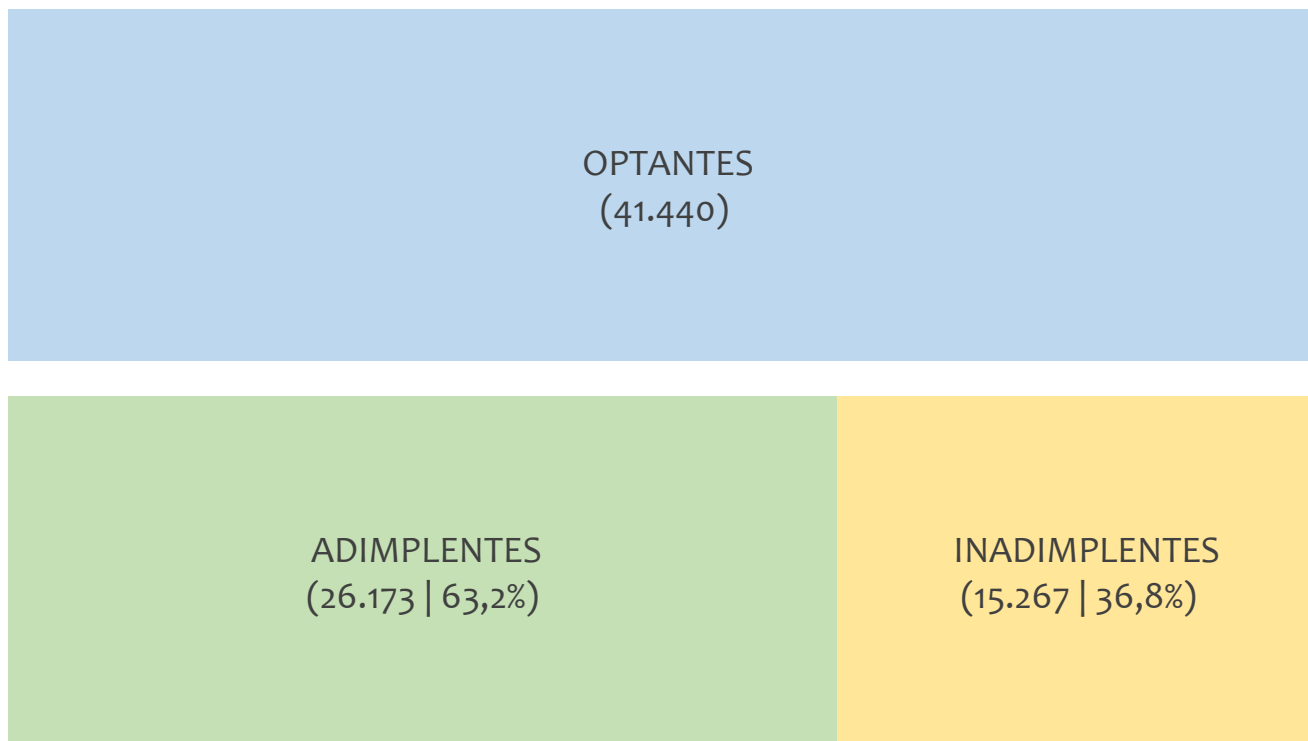 OPTANTES
(41.440)
ADIMPLENTES
(26.173 | 63,2%)
INADIMPLENTES
(15.267 | 36,8%)